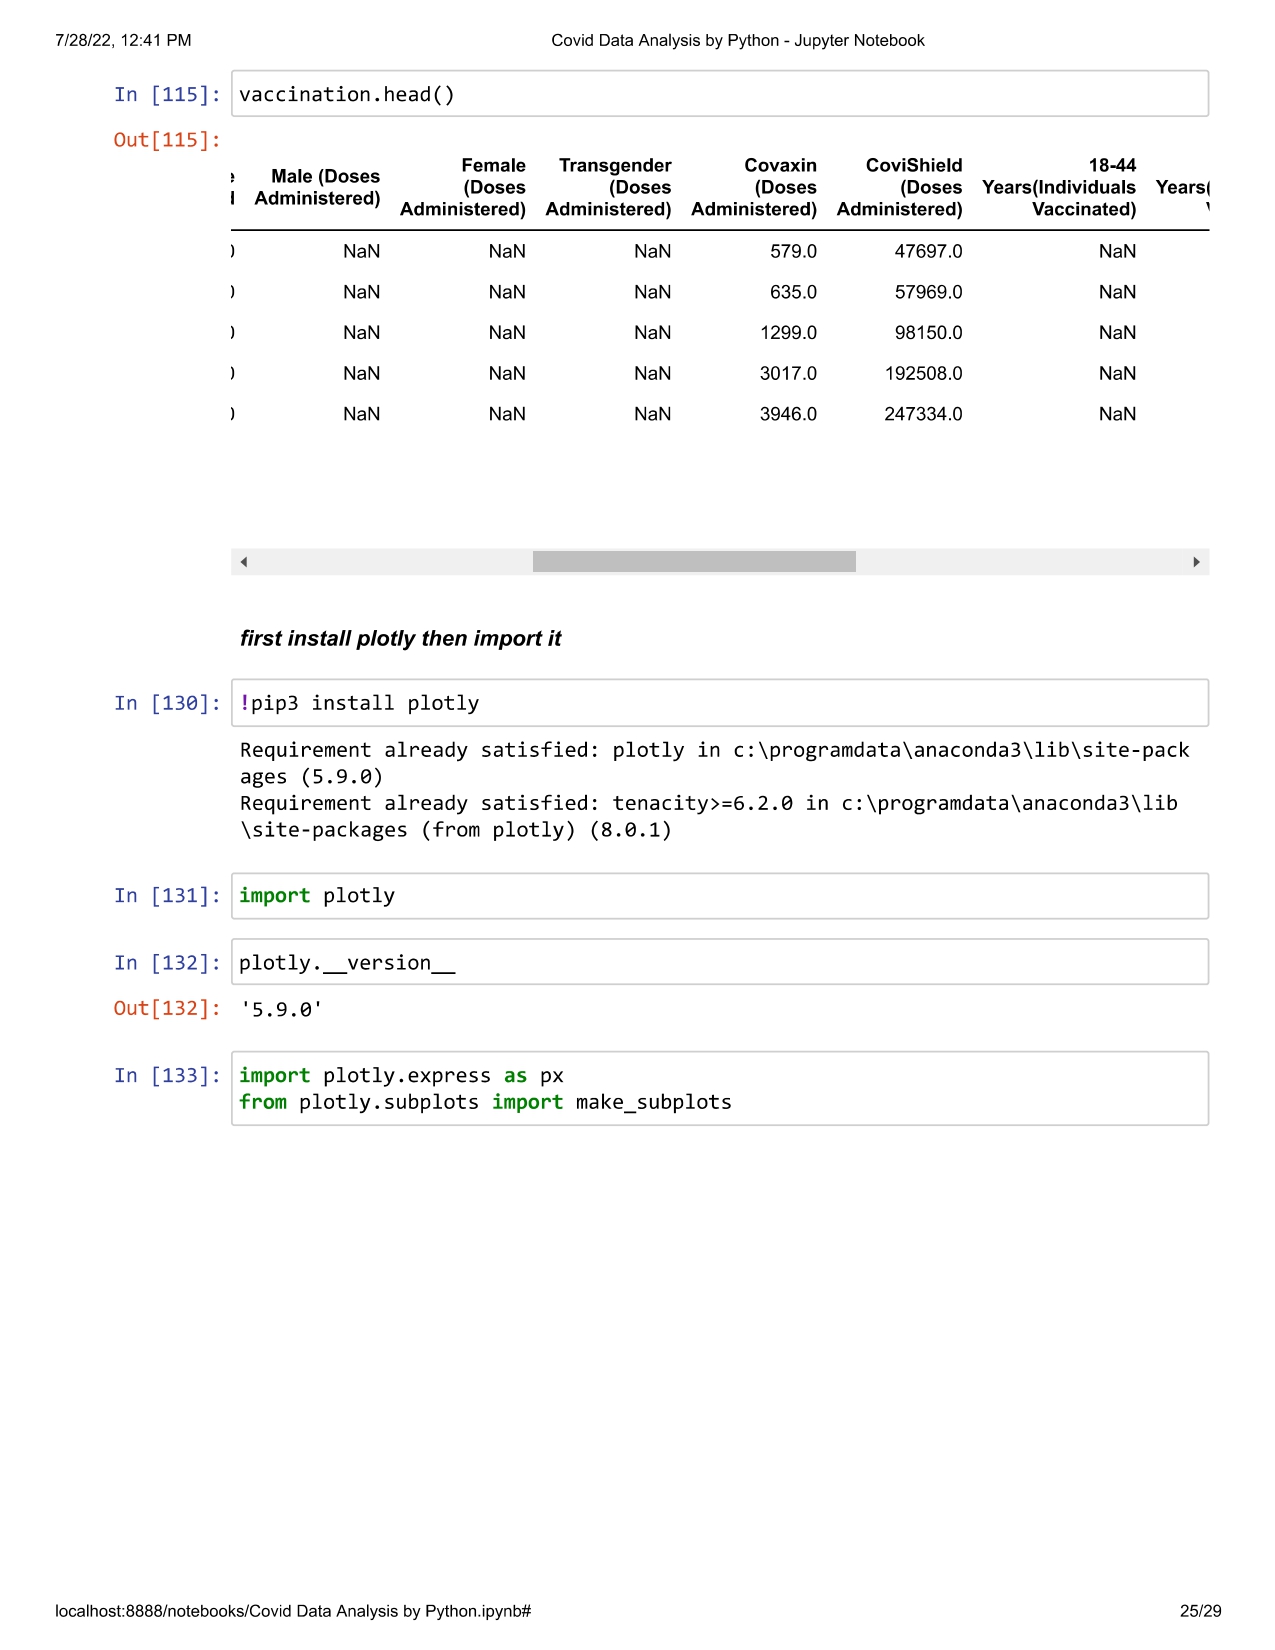 7/28/22, 12:41 PM Covid Data Analysis by Python - Jupyter Notebook
In [115]: vaccination.head()
Out[115]:
Male (Doses Administered) Female (Doses Administered) Transgender (Doses Administered) Covaxin (Doses Administered) CoviShield (Doses Administered) 18-44 Years(Individuals Vaccinated) Years(
NaN NaN NaN 579.0 47697.0 NaN
NaN NaN NaN 635.0 57969.0 NaN
NaN NaN NaN 1299.0 98150.0 NaN
NaN NaN NaN 3017.0 192508.0 NaN
NaN NaN NaN 3946.0 247334.0 NaN
first install plotly then import it
In [130]: !pip3 install plotly
Requirement already satisfied: plotly in c:\programdata\anaconda3\lib\site-pack
ages (5.9.0)
Requirement already satisfied: tenacity>=6.2.0 in c:\programdata\anaconda3\lib
\site-packages (from plotly) (8.0.1)
In [131]: import plotly
In [132]: plotly.__version__
Out[132]: '5.9.0'
In [133]: import plotly.express as px
from plotly.subplots import make_subplots
localhost:8888/notebooks/Covid Data Analysis by Python.ipynb# 25/29